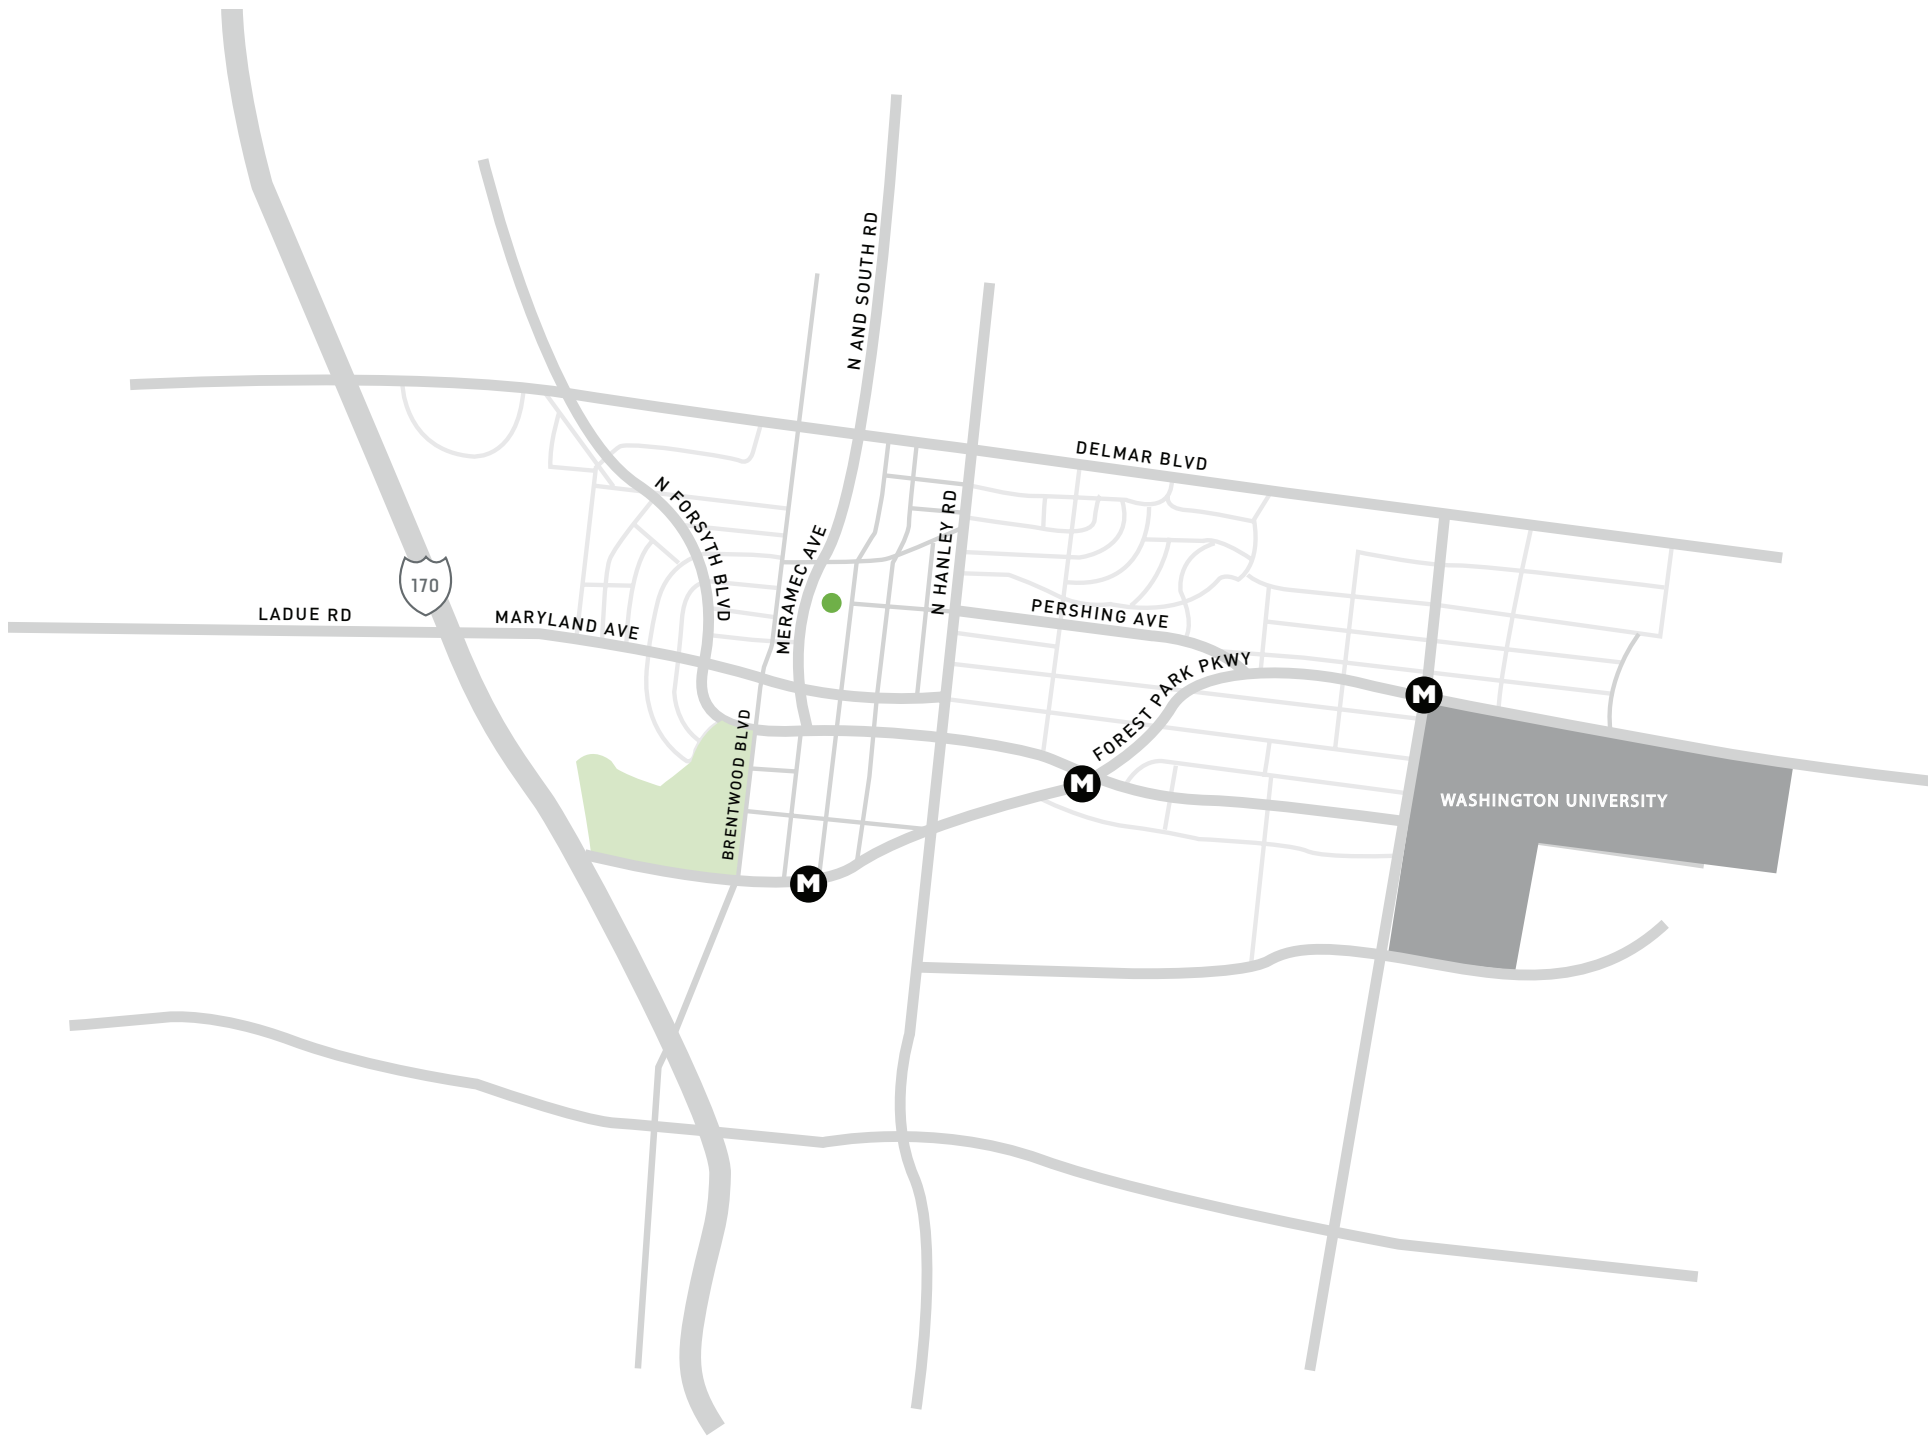 N AND SOUTH RD
DELMAR BLVD
N FORSYTH BLVD
N HANLEY RD
MERAMEC AVE
170
LADUE RD
MARYLAND AVE
PERSHING AVE
FOREST PARK PKWY
M
BRENTWOOD BLVD
M
WASHINGTON UNIVERSITY
M